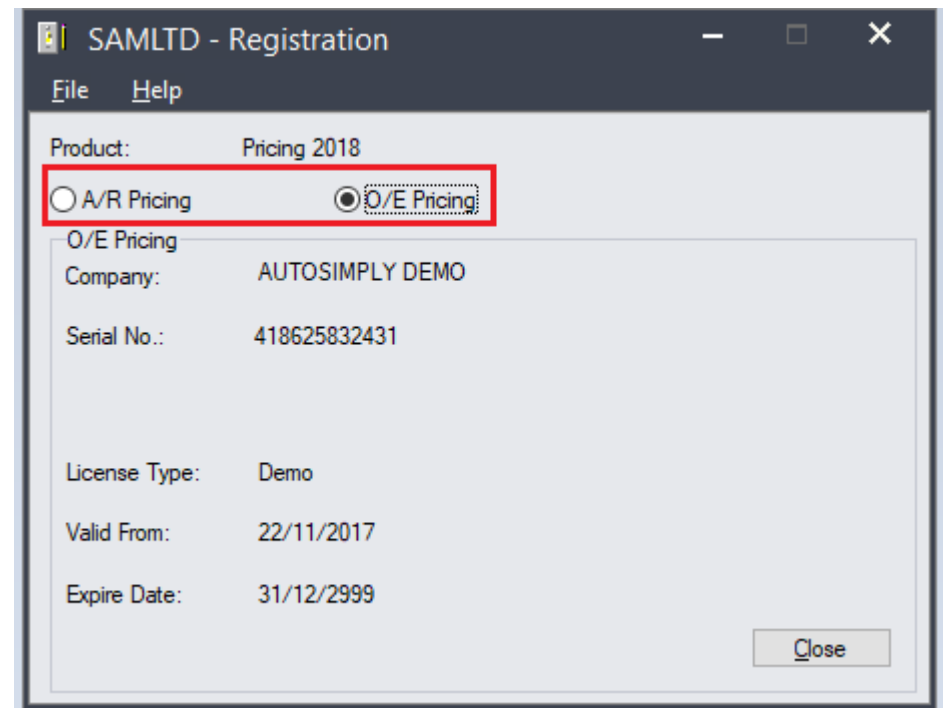 SAMLTD - Registration
File Help
Product: Pricing 2018
A/R Pricing O/E Pricing
O/E Pricing
Company: AUTOSIMPLY DEMO
Serial No.: 418625832431
License Type: Demo
Valid From: 22/11/2017
Expire Date: 31/12/2999
Close